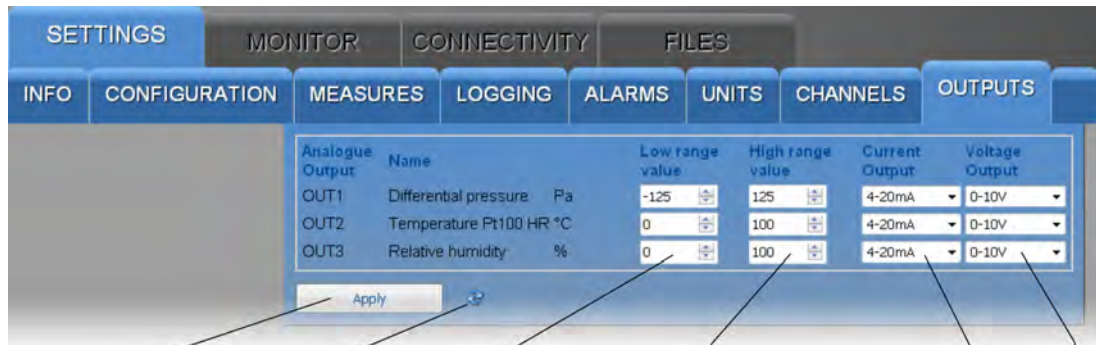 SETTINGS MONITOR CONNECTIVITY FILES
INFO CONFIGURATION MEASURES LOGGING ALARMS UNITS CHANNELS OUTPUTS
Analogue Output Name Low range value High range value Current Output Voltage Output
OUT1 Differential pressure Pa -125 125 4-20mA 0-10V
OUT2 Temperature Pt100 HR °C 0 100 4-20mA 0-10V
OUT3 Relative humidity % 0 100 4-20mA 0-10V
Apply